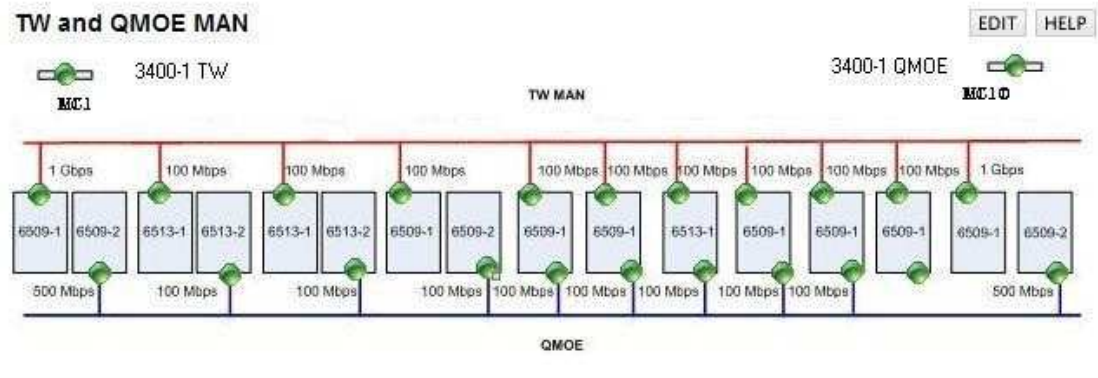 TW and QMOE MAN
EDIT HELP
3400-1 TW
3400-1 QMOE
MC1
TW MAN
MC10
1 Gbps 100 Mbps 100 Mbps 100 Mbps 100 Mbps 100 Mbps 100 Mbps 100 Mbps 100 Mbps 100 Mbps 1 Gbps
6509-1 6509-2 6513-1 6513-2 6513-1 6513-2 6509-1 6509-2 6509-1 6509-1 6513-1 6509-1 6509-1 6509-1 6509-1 6509-2
500 Mbps 100 Mbps 100 Mbps 100 Mbps 100 Mbps 100 Mbps 100 Mbps 100 Mbps 100 Mbps 500 Mbps
QMOE